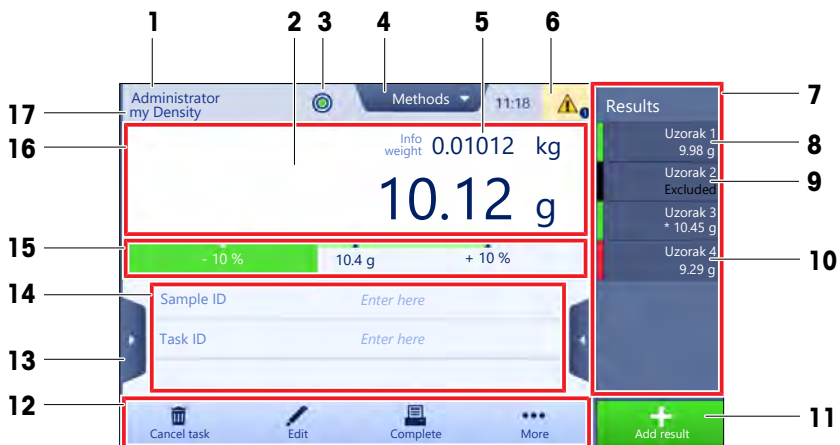 1
2
3
4
5
6
Administrator
my Density
Methods
11:18
Results
7
17
16
Info
weight
0.01012 kg
10.12 g
Uzorak 1
9.98 g
8
Uzorak 2
Excluded
9
Uzorak 3
* 10.45 g
15
- 10 %
10.4 g
+ 10 %
Uzorak 4
9.29 g
10
14
Sample ID
Enter here
Task ID
Enter here
13
12
Cancel task
Edit
Complete
More
Add result
11